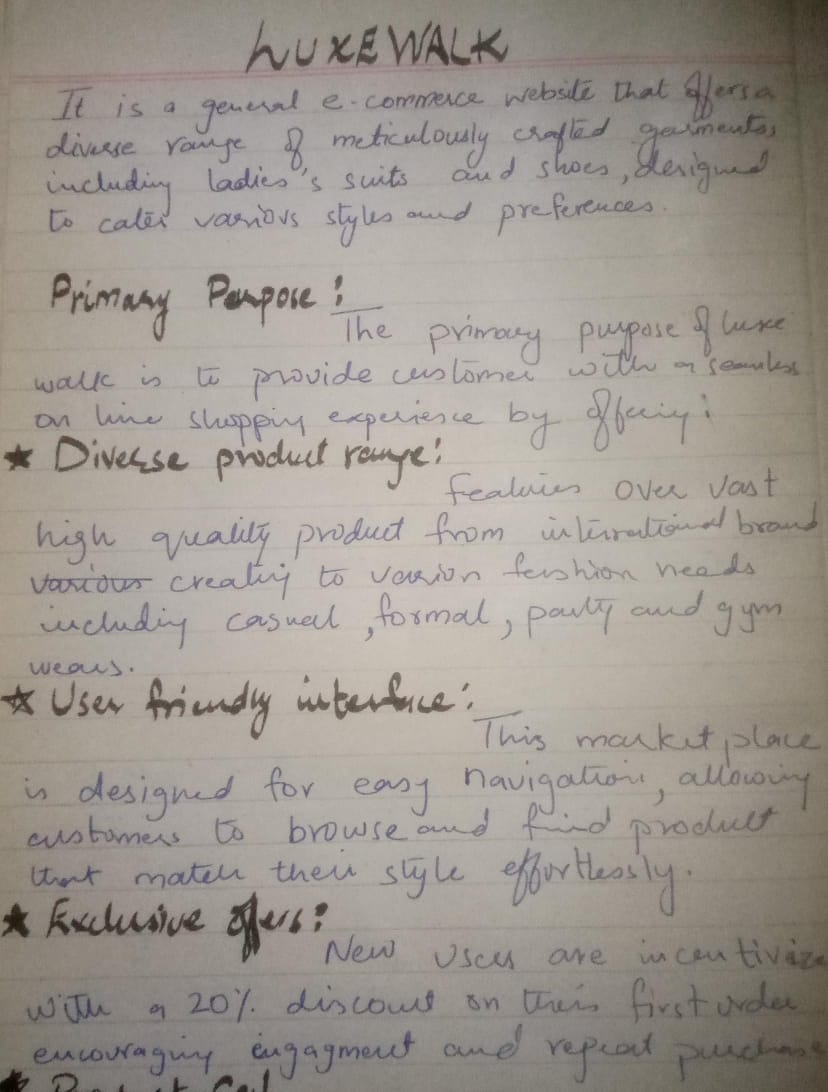 LUXEWALK
It is a general e-commerce website that offers a
diverse range of meticulously crafted garments,
including ladies's suits and shoes, designed
to cater various styles and preferences.
Primary Purpose:
The primary purpose of luxe
walk is to provide customer with a seamless
on line shopping experience by offering:
★ Diverse product range:
Features over vast
high quality product from international brand
various creating to various fashion needs
including casual, formal, party and gym
wears.
★ User friendly interface:
This market place
is designed for easy navigation, allowing
customers to browse and find product
that match their style effortlessly.
★ Exclusive offers:
New users are incentivize
with a 20% discount on their first order
encouraging engagment and repeat purchase
★ Product